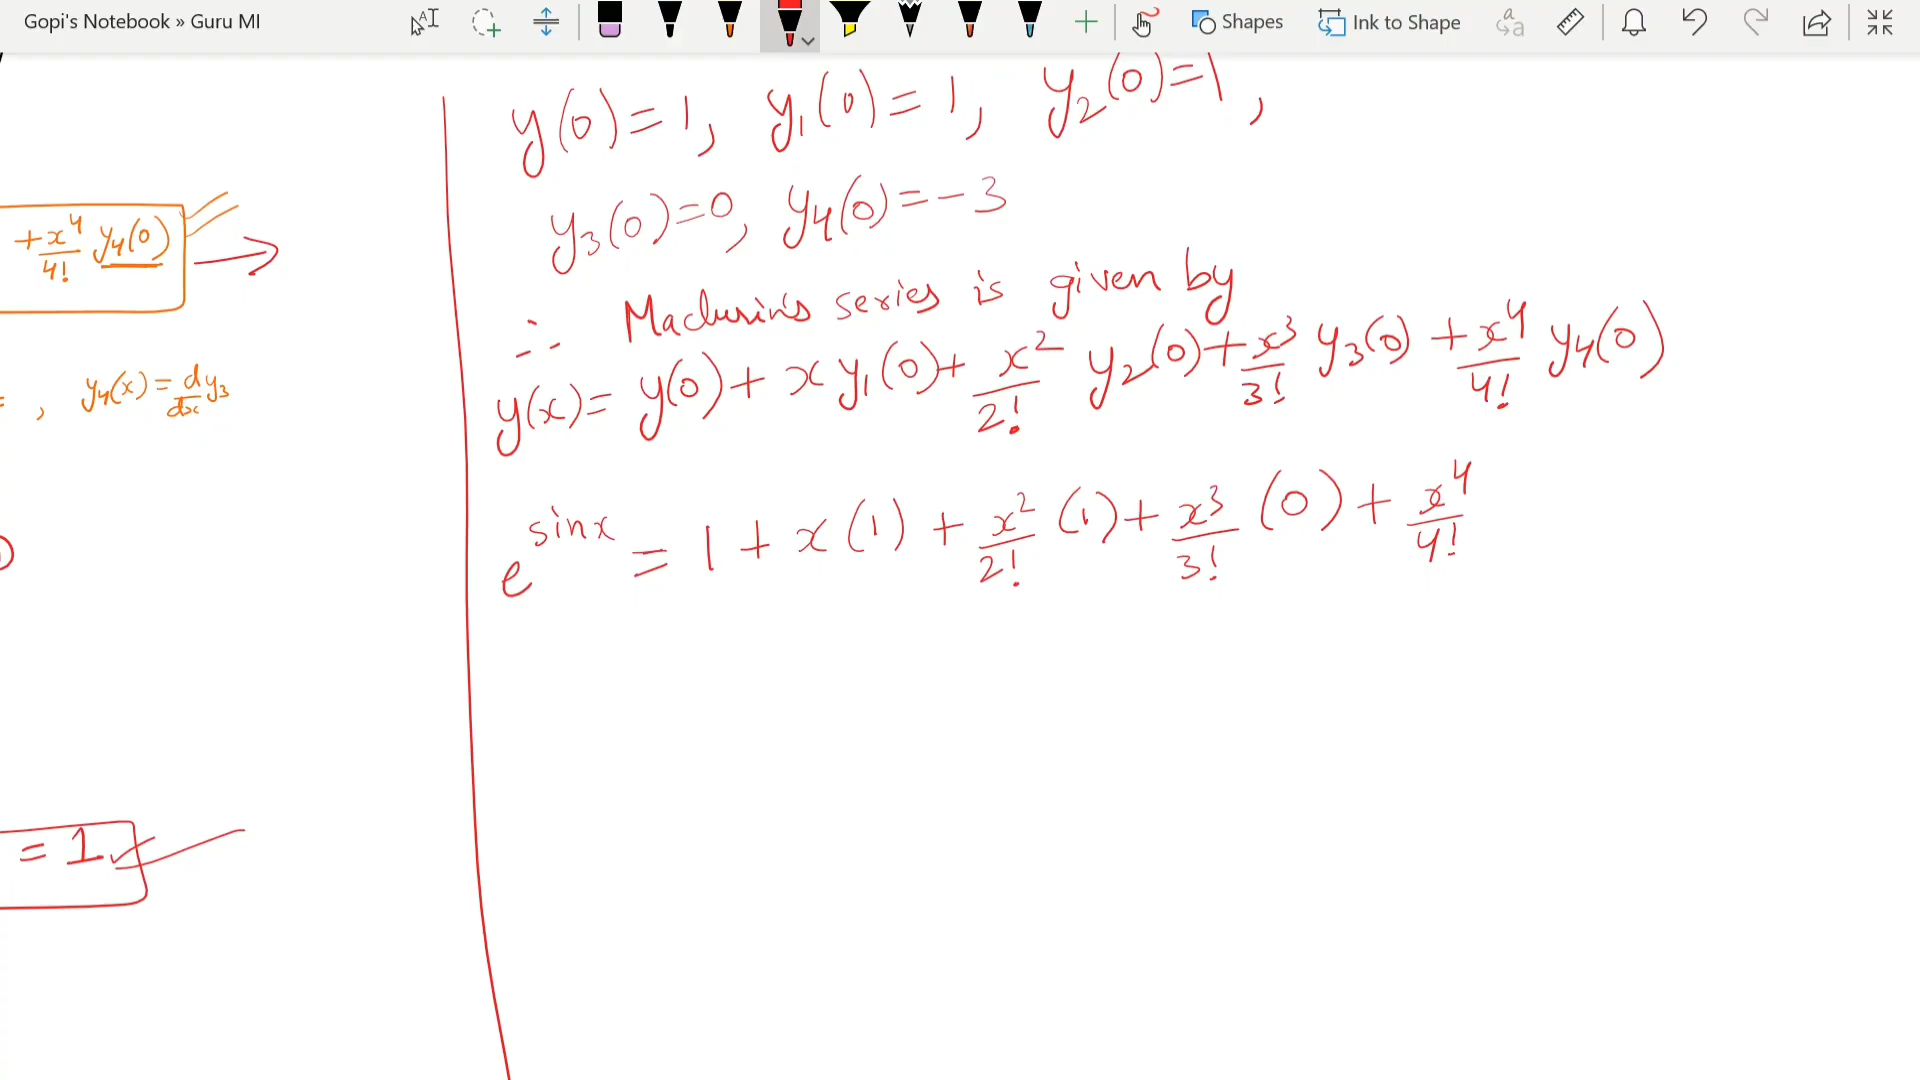 Gopi's Notebook » Guru MI
Shapes
Ink to Shape
+x⁴/4! y₄(0)
= , y₄(x) = dy₃/dx
= 1
y(0)=1, y₁(0)=1, y₂(0)=1,
y₃(0)=0, y₄(0)=-3
∴ Maclurin's series is given by
y(x)= y(0)+ x y₁(0)+ x²/2! y₂(0)+ x³/3! y₃(0) + x⁴/4! y₄(0)
e^sinx = 1 + x(1) + x²/2! (1)+ x³/3! (0) + x⁴/4!